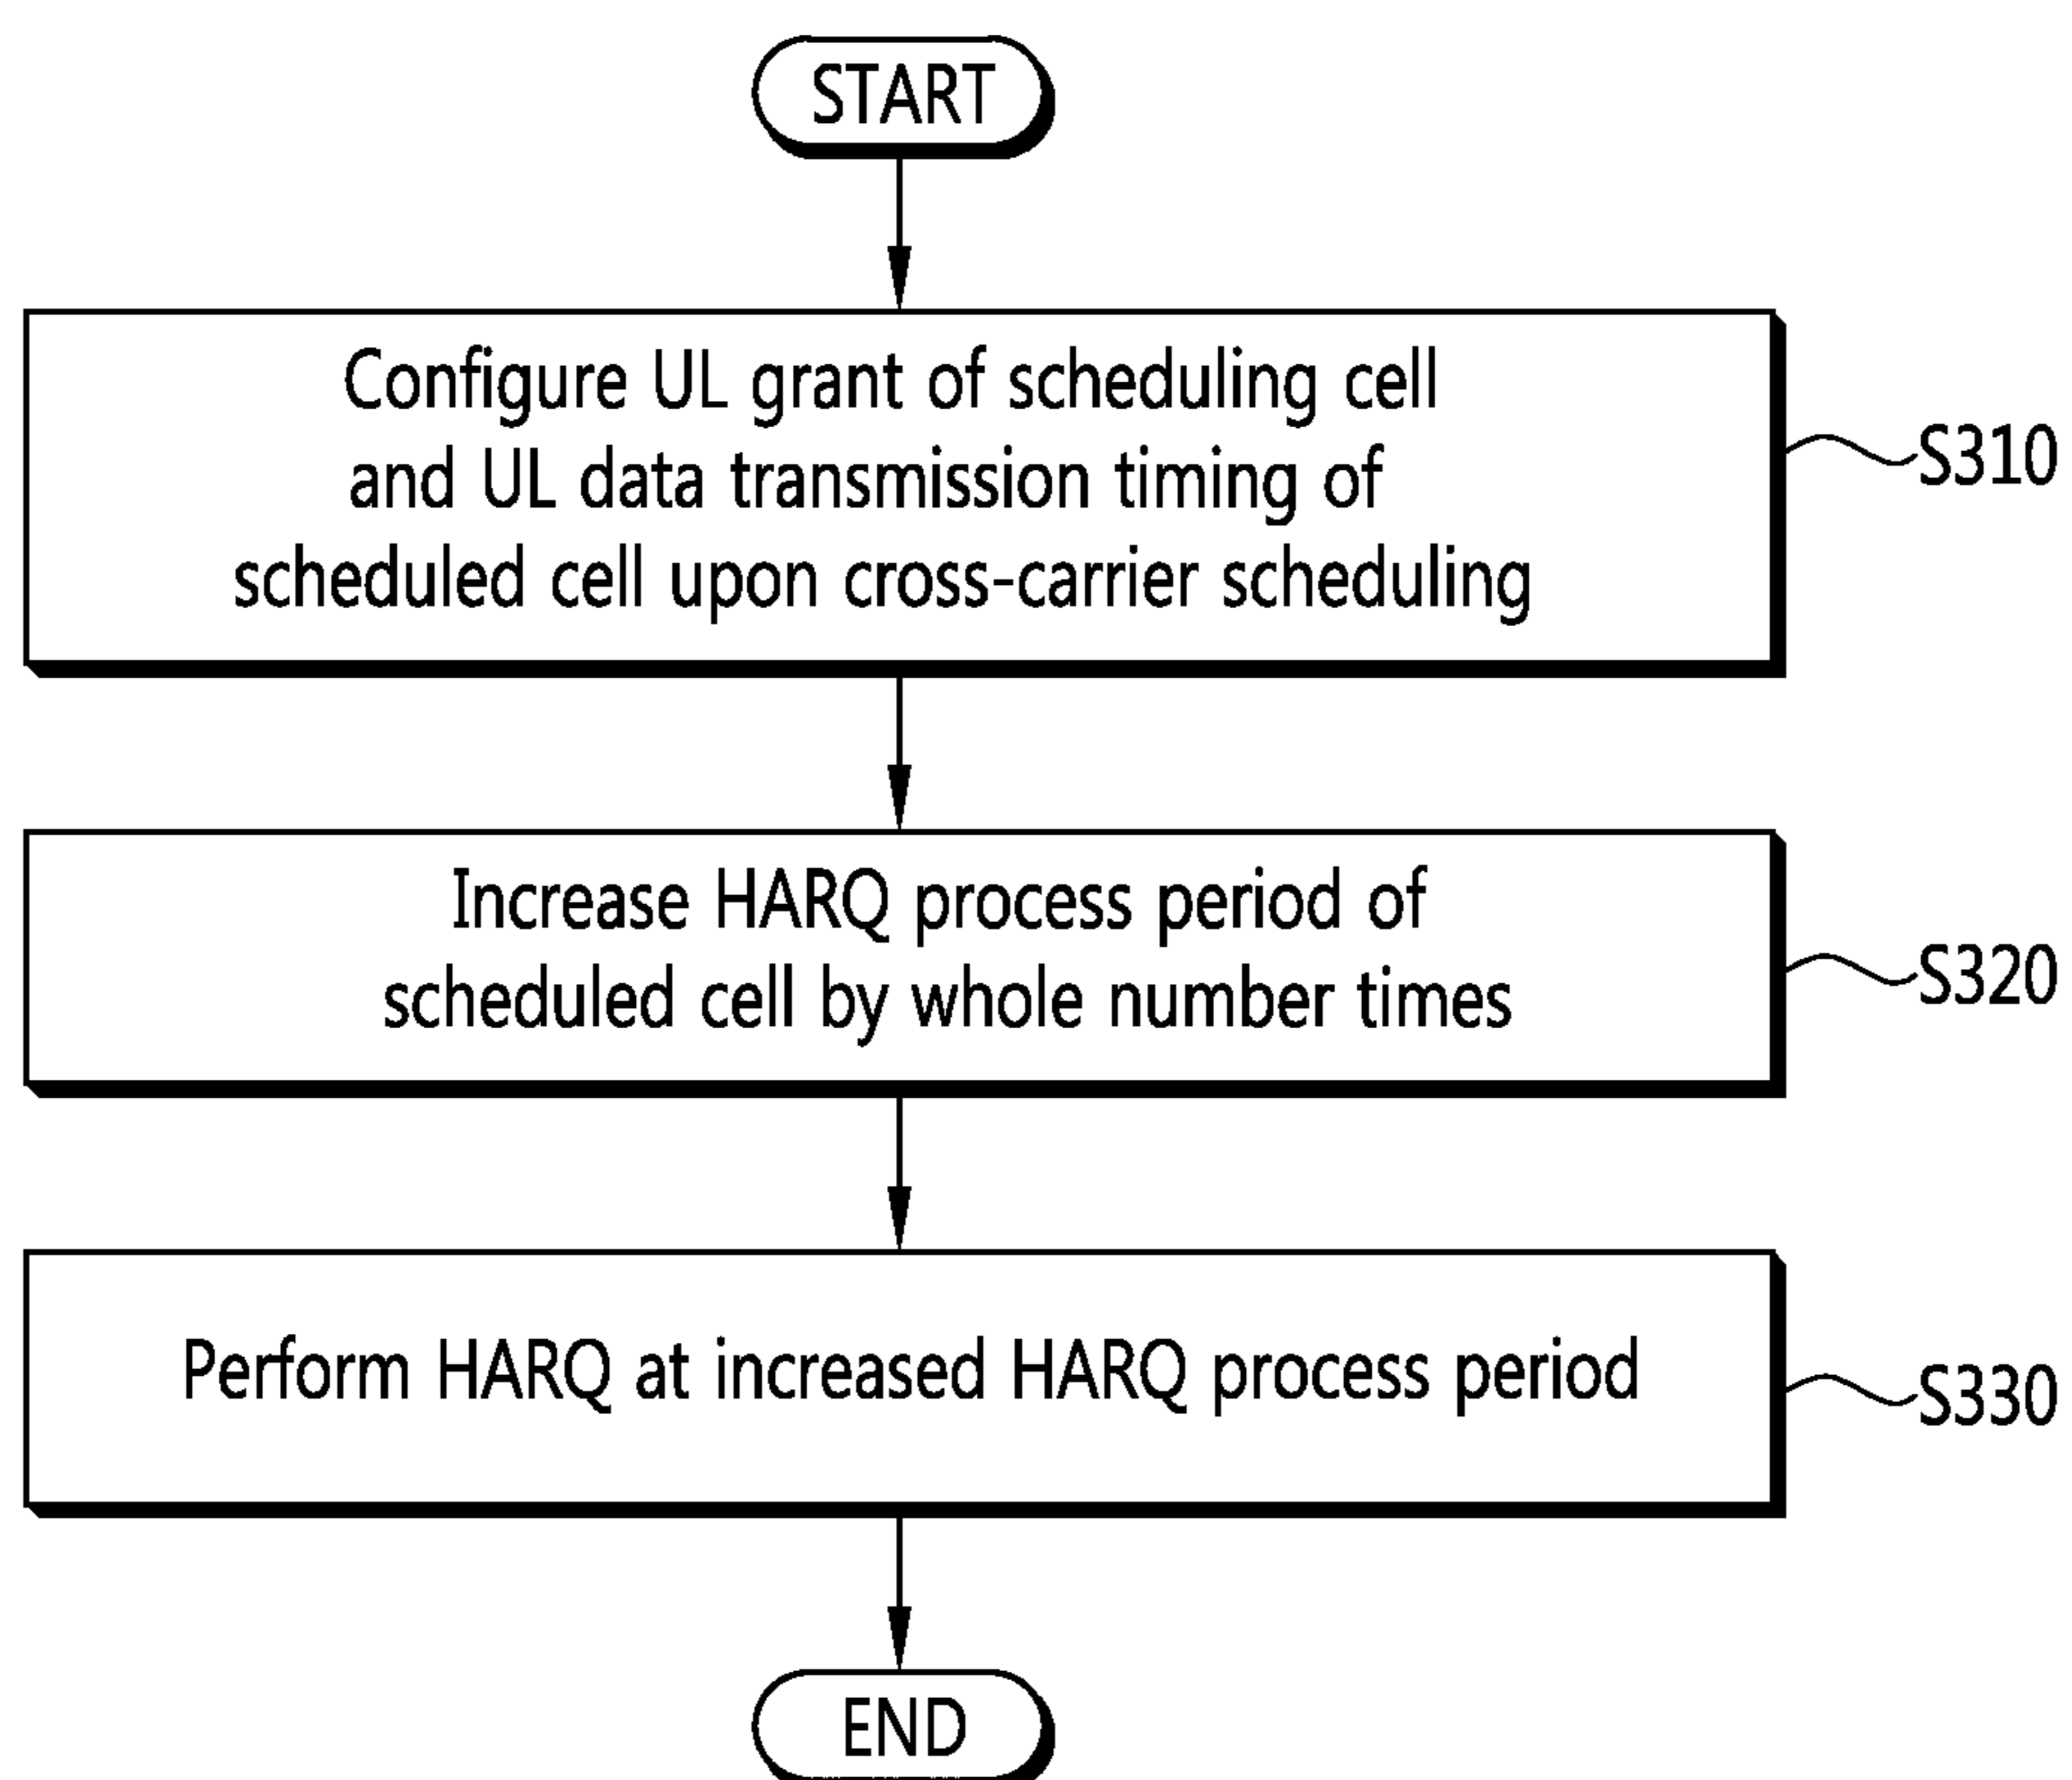 START
Configure UL grant of scheduling cell
and UL data transmission timing of
scheduled cell upon cross-carrier scheduling
S310
Increase HARQ process period of
scheduled cell by whole number times
S320
Perform HARQ at increased HARQ process period
S330
END